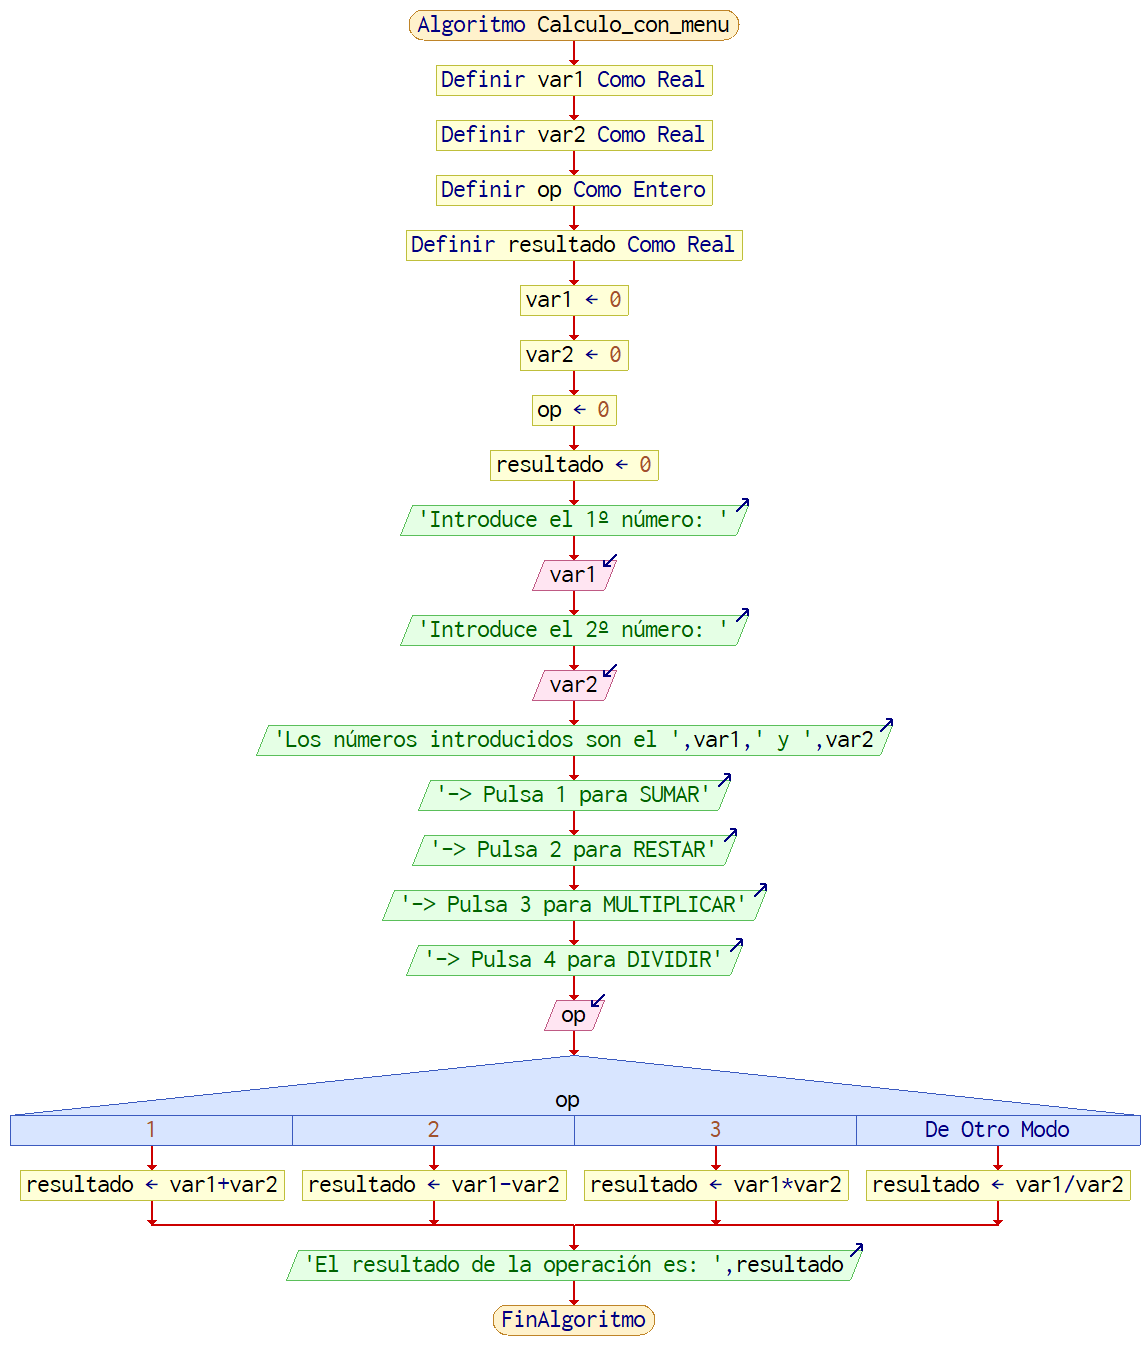 Algoritmo Calculo_con_menu
Definir var1 Como Real
Definir var2 Como Real
Definir op Como Entero
Definir resultado Como Real
var1 ← 0
var2 ← 0
op ← 0
resultado ← 0
'Introduce el 1º número: '
var1
'Introduce el 2º número: '
var2
'Los números introducidos son el ',var1,' y ',var2
'-> Pulsa 1 para SUMAR'
'-> Pulsa 2 para RESTAR'
'-> Pulsa 3 para MULTIPLICAR'
'-> Pulsa 4 para DIVIDIR'
op
op
1 2 3 De Otro Modo
resultado ← var1+var2 resultado ← var1-var2 resultado ← var1*var2 resultado ← var1/var2
'El resultado de la operación es: ',resultado
FinAlgoritmo